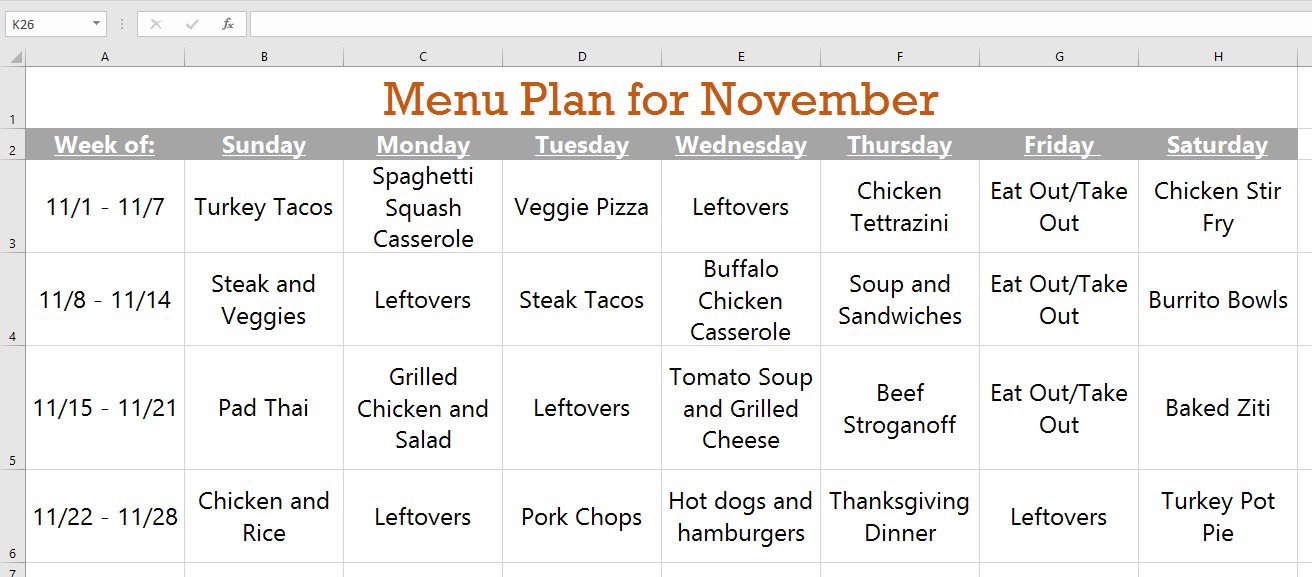 K26
fx
A B C D E F G H
1 Menu Plan for November
2 Week of: Sunday Monday Tuesday Wednesday Thursday Friday Saturday
3 11/1 - 11/7 Turkey Tacos Spaghetti Squash Casserole Veggie Pizza Leftovers Chicken Tettrazini Eat Out/Take Out Chicken Stir Fry
4 11/8 - 11/14 Steak and Veggies Leftovers Steak Tacos Buffalo Chicken Casserole Soup and Sandwiches Eat Out/Take Out Burrito Bowls
5 11/15 - 11/21 Pad Thai Grilled Chicken and Salad Leftovers Tomato Soup and Grilled Cheese Beef Stroganoff Eat Out/Take Out Baked Ziti
6 11/22 - 11/28 Chicken and Rice Leftovers Pork Chops Hot dogs and hamburgers Thanksgiving Dinner Leftovers Turkey Pot Pie
7